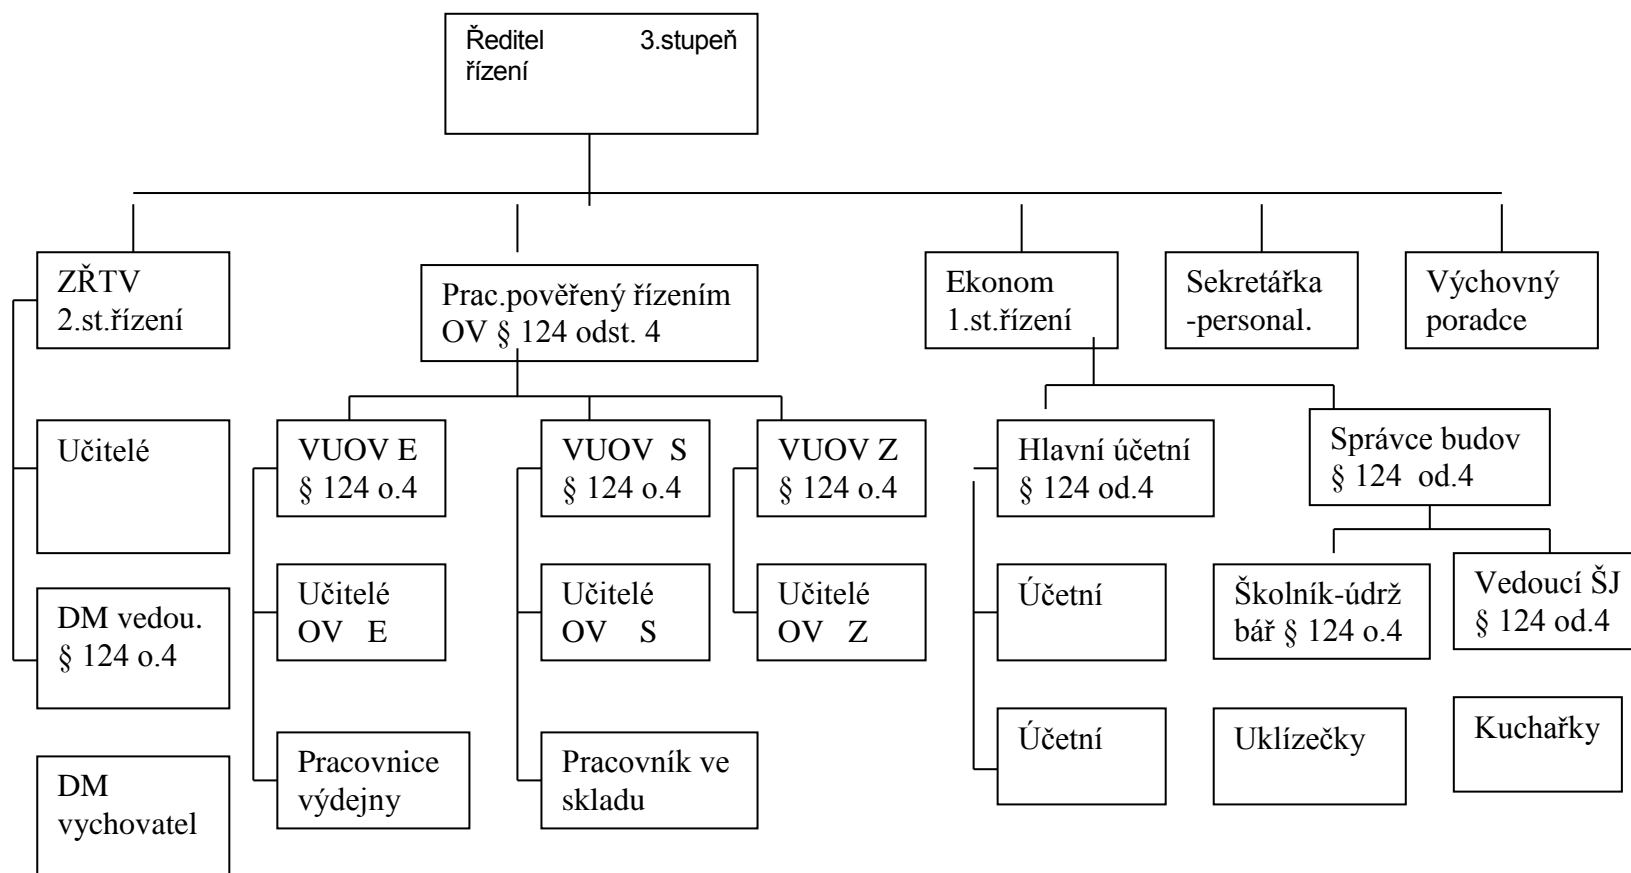 Ředitel 3.stupeň
řízení
ZŘTV
2.st.řízení
Prac.pověřený řízením
OV § 124 odst. 4
Ekonom
1.st.řízení
Sekretářka
-personal.
Výchovný
poradce
Učitelé
VUOV E
§ 124 o.4
VUOV S
§ 124 o.4
VUOV Z
§ 124 o.4
Hlavní účetní
§ 124 od.4
Správce budov
§ 124 od.4
DM vedou.
§ 124 o.4
Učitelé
OV E
Učitelé
OV S
Učitelé
OV Z
Účetní
Školník-údrž
bář § 124 o.4
Vedoucí ŠJ
§ 124 od.4
DM
vychovatel
Pracovnice
výdejny
Pracovník ve
skladu
Účetní
Uklízečky
Kuchařky